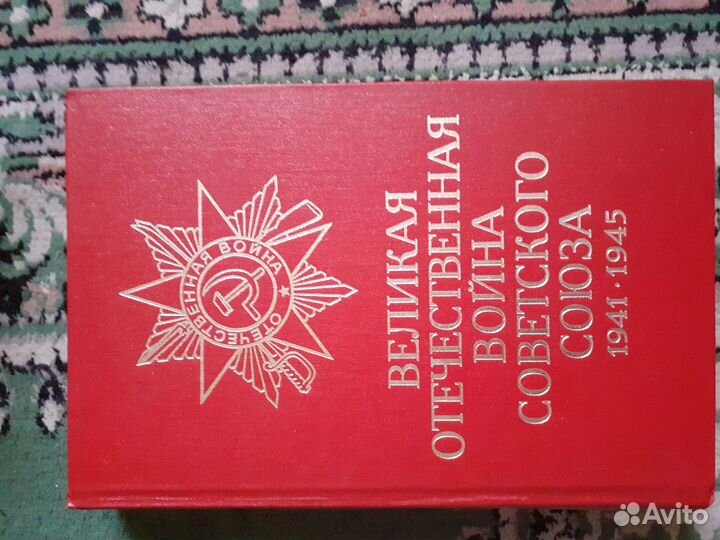 ОТЕЧЕСТВЕННАЯ ВОЙНА
ВЕЛИКАЯ
ОТЕЧЕСТВЕННАЯ
ВОЙНА
СОВЕТСКОГО
СОЮЗА
1941·1945
Avito